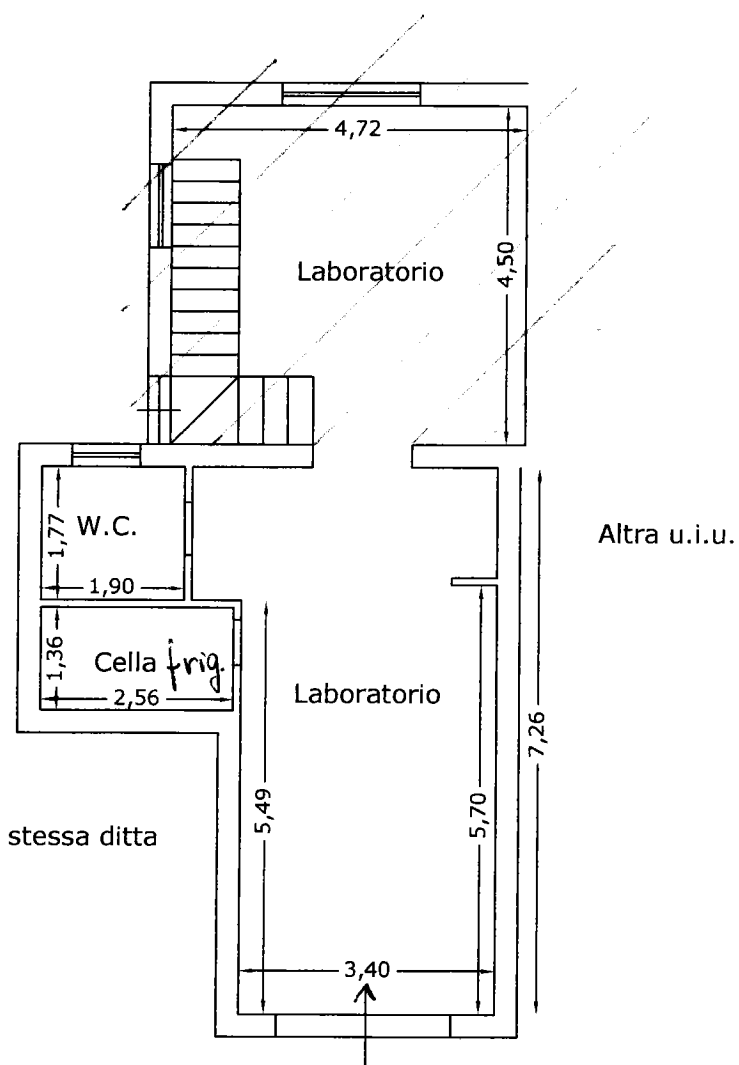 4,72
Laboratorio
4,50
W.C.
1,77
1,90
Altra u.i.u.
Cella frig.
1,36
2,56
Laboratorio
7,26
5,49
5,70
stessa ditta
3,40